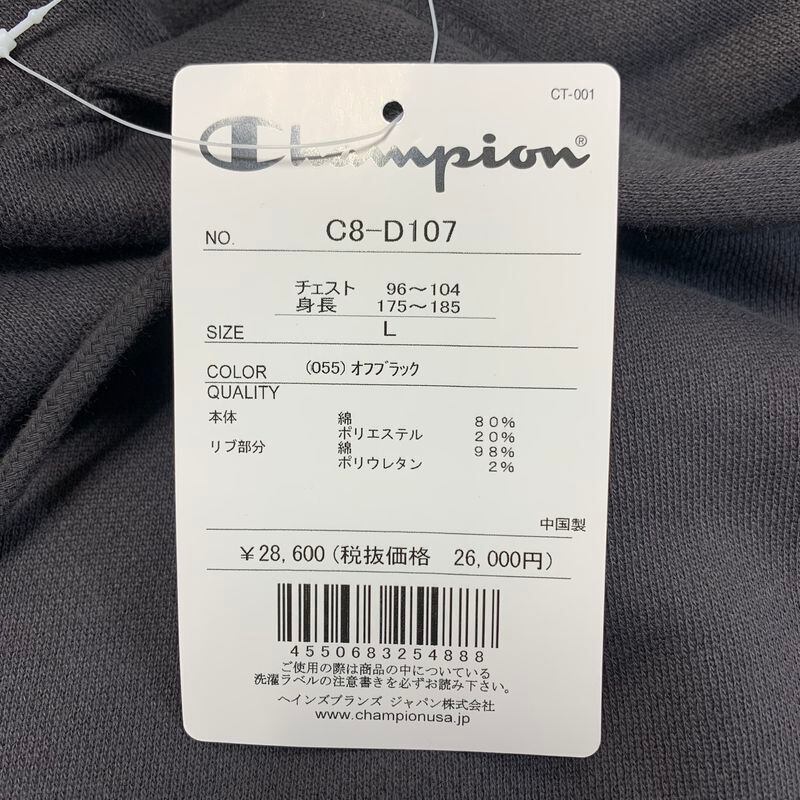 CT-001
Champion®
NO. C8-D107
チェスト 96～104
身長 175～185
SIZE L
COLOR (055)オフブラック
QUALITY
本体 綿 80%
ポリエステル 20%
リブ部分 綿 98%
ポリウレタン 2%
中国製
￥28,600(税抜価格 26,000円)
4550683254888
ご使用の際は商品の中についている
洗濯ラベルの注意書きを必ずお読み下さい。
ヘインズブランズ ジャパン株式会社
www.championusa.jp